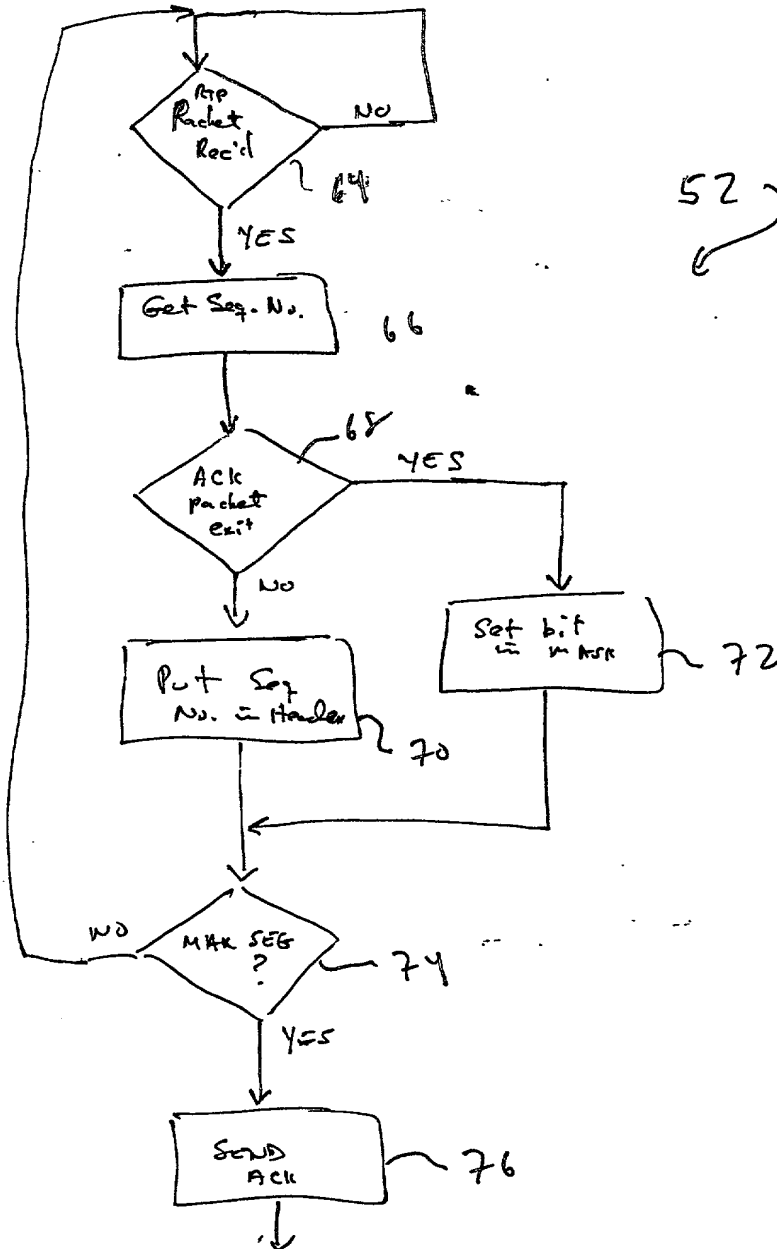 RTP
Packet
Rec'd
NO
64
YES
52
Get Seq. No.
66
68
ACK
packet
exit
YES
NO
Set bit
in MASK
72
Put Seq
No. in Header
70
NO
MAX SEG
?
74
YES
SEND
ACK
76